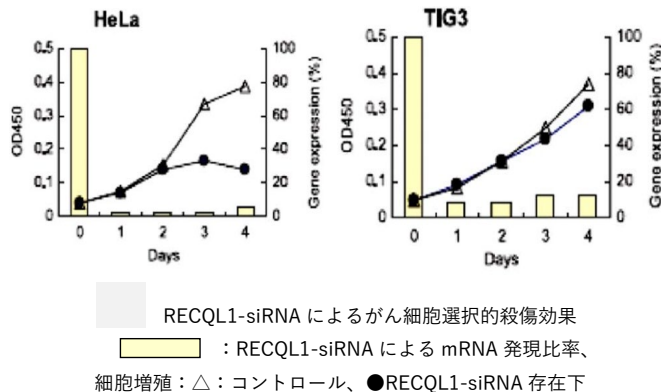 HeLa
TIG3
0.5 100
0.4 80
0.3 60
0.2 40
0.1 20
0 0
OD450
Gene expression (%)
0 1 2 3 4
Days
0.5 100
0.4 80
0.3 60
0.2 40
0.1 20
0 0
OD450
Gene expression (%)
0 1 2 3 4
Days
RECQL1-siRNA によるがん細胞選択的殺傷効果
：RECQL1-siRNA による mRNA 発現比率、
細胞増殖：△：コントロール、●RECQL1-siRNA 存在下